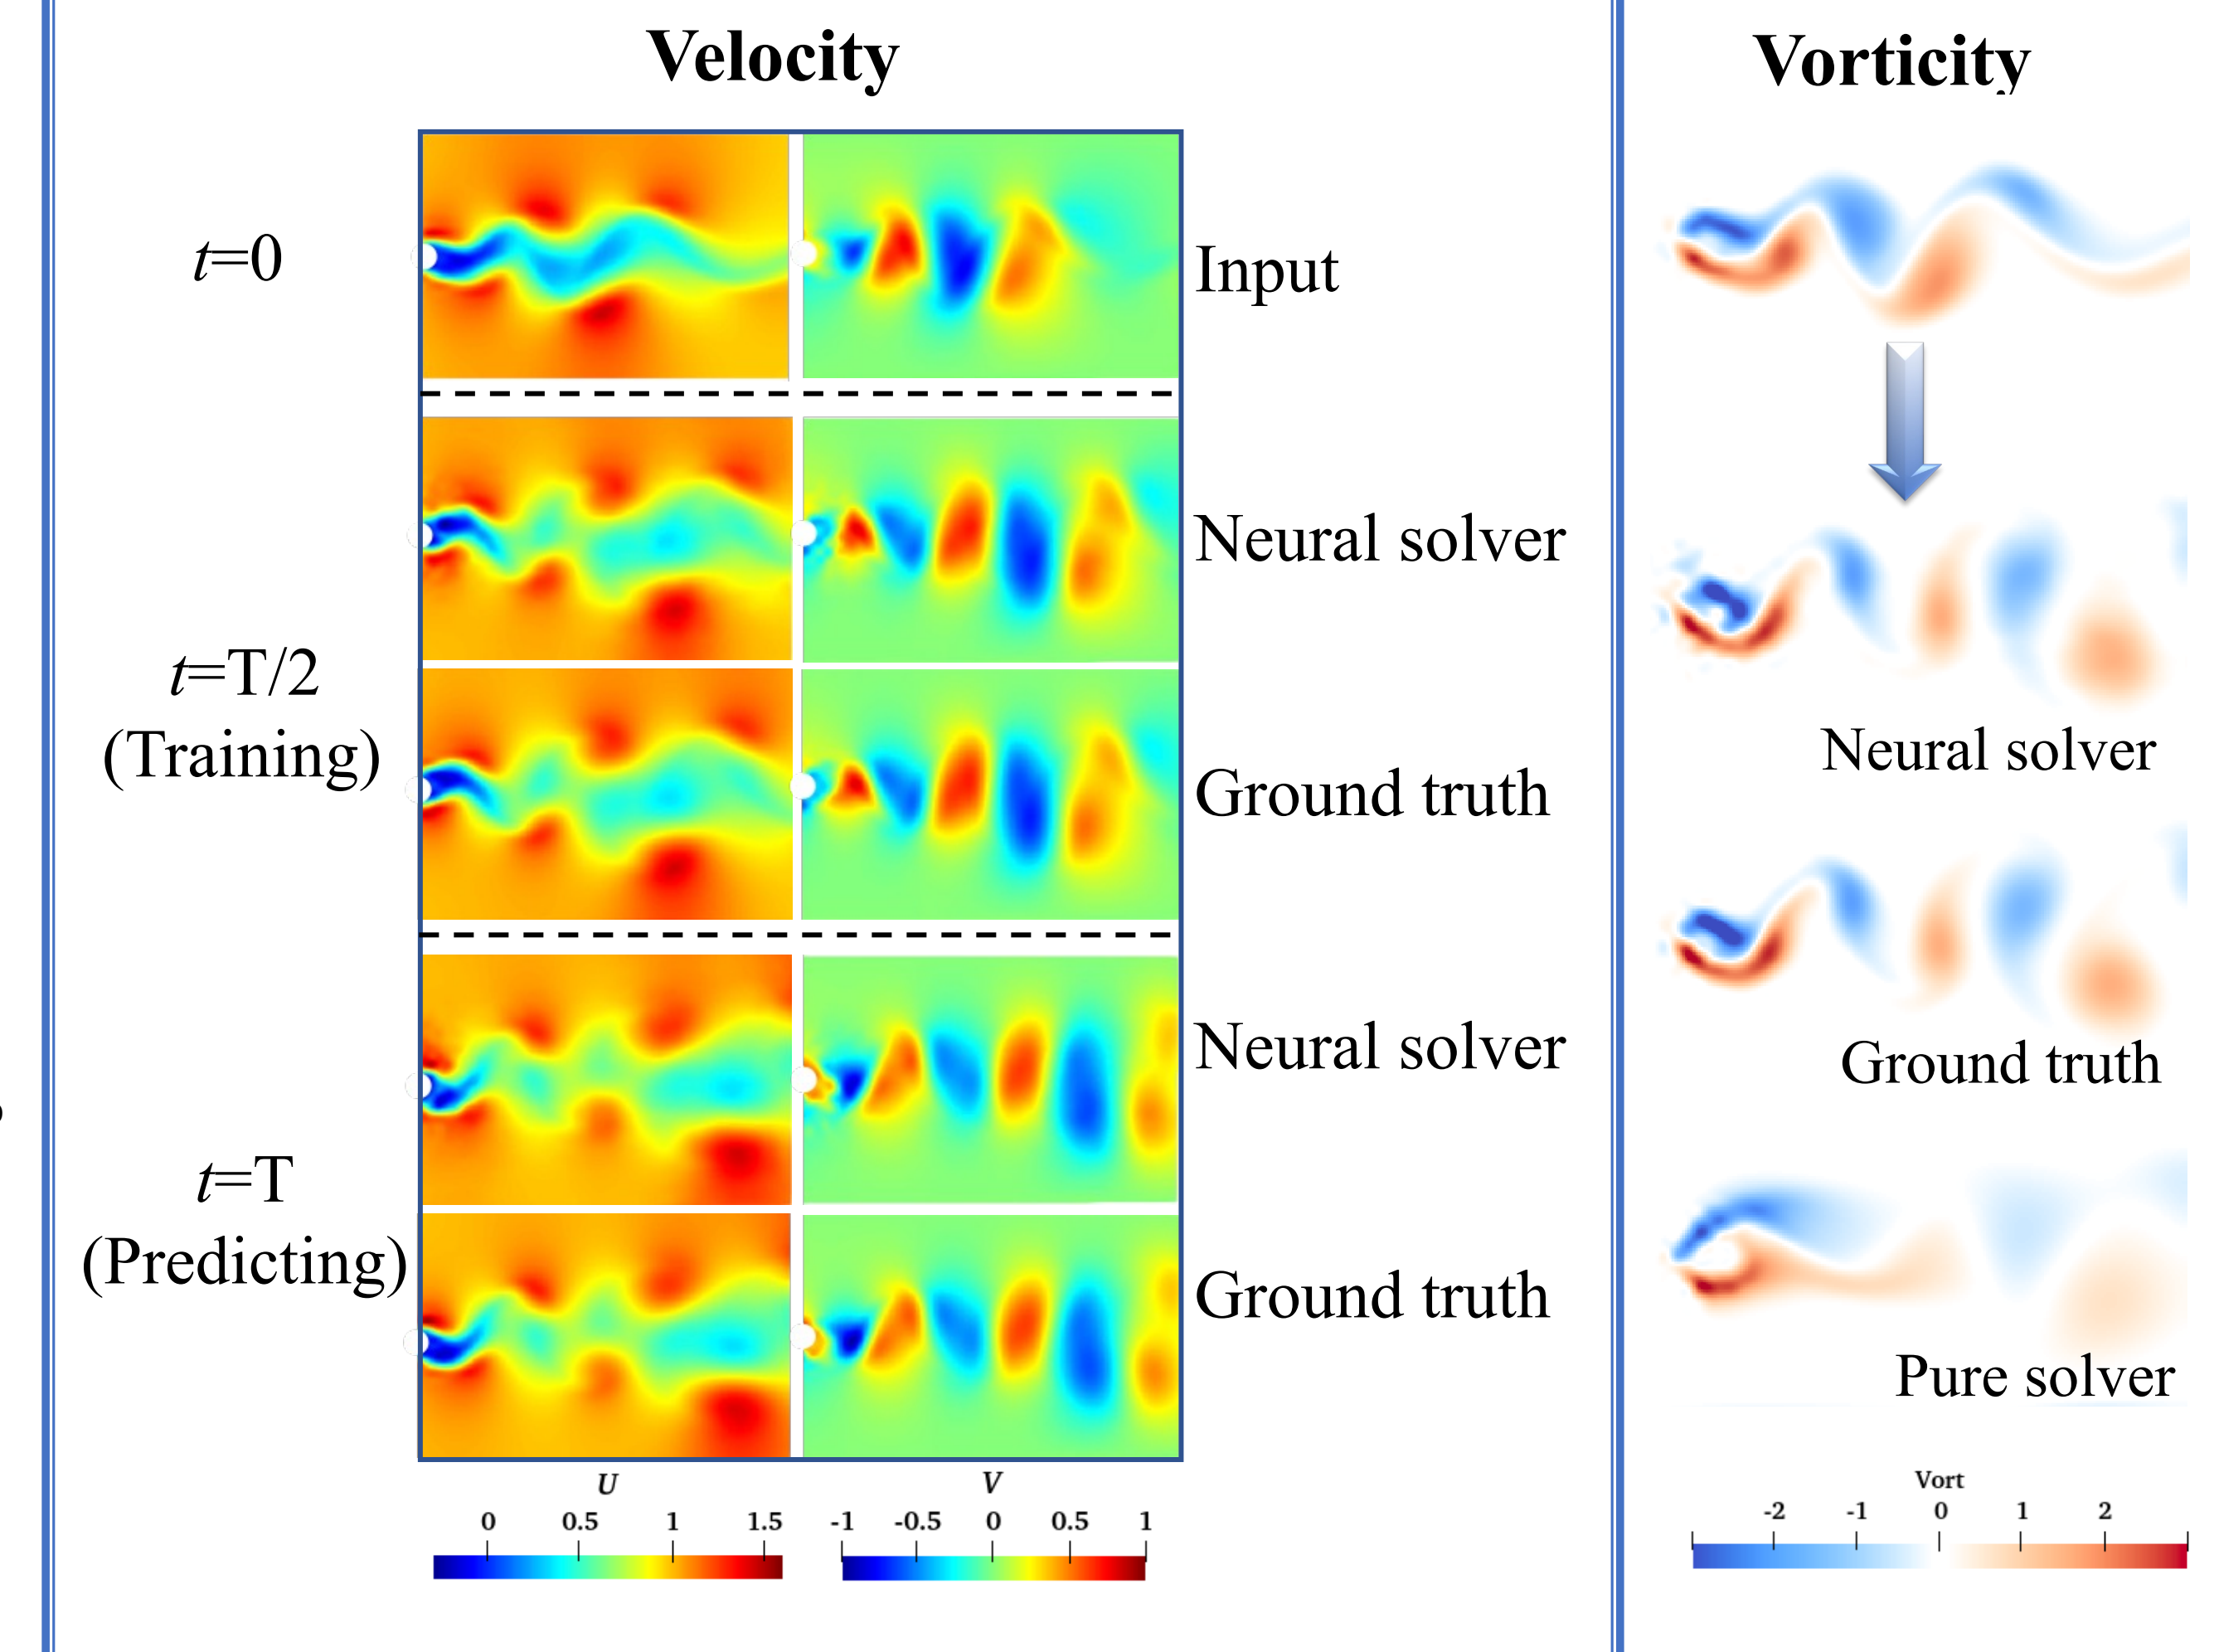 Velocity
Vorticity
t=0
Input
Neural solver
t=T/2
(Training)
Neural solver
Ground truth
Ground truth
Neural solver
t=T
(Predicting)
Ground truth
Pure solver
U
V
Vort
0 0.5 1 1.5
-1 -0.5 0 0.5 1
-2 -1 0 1 2